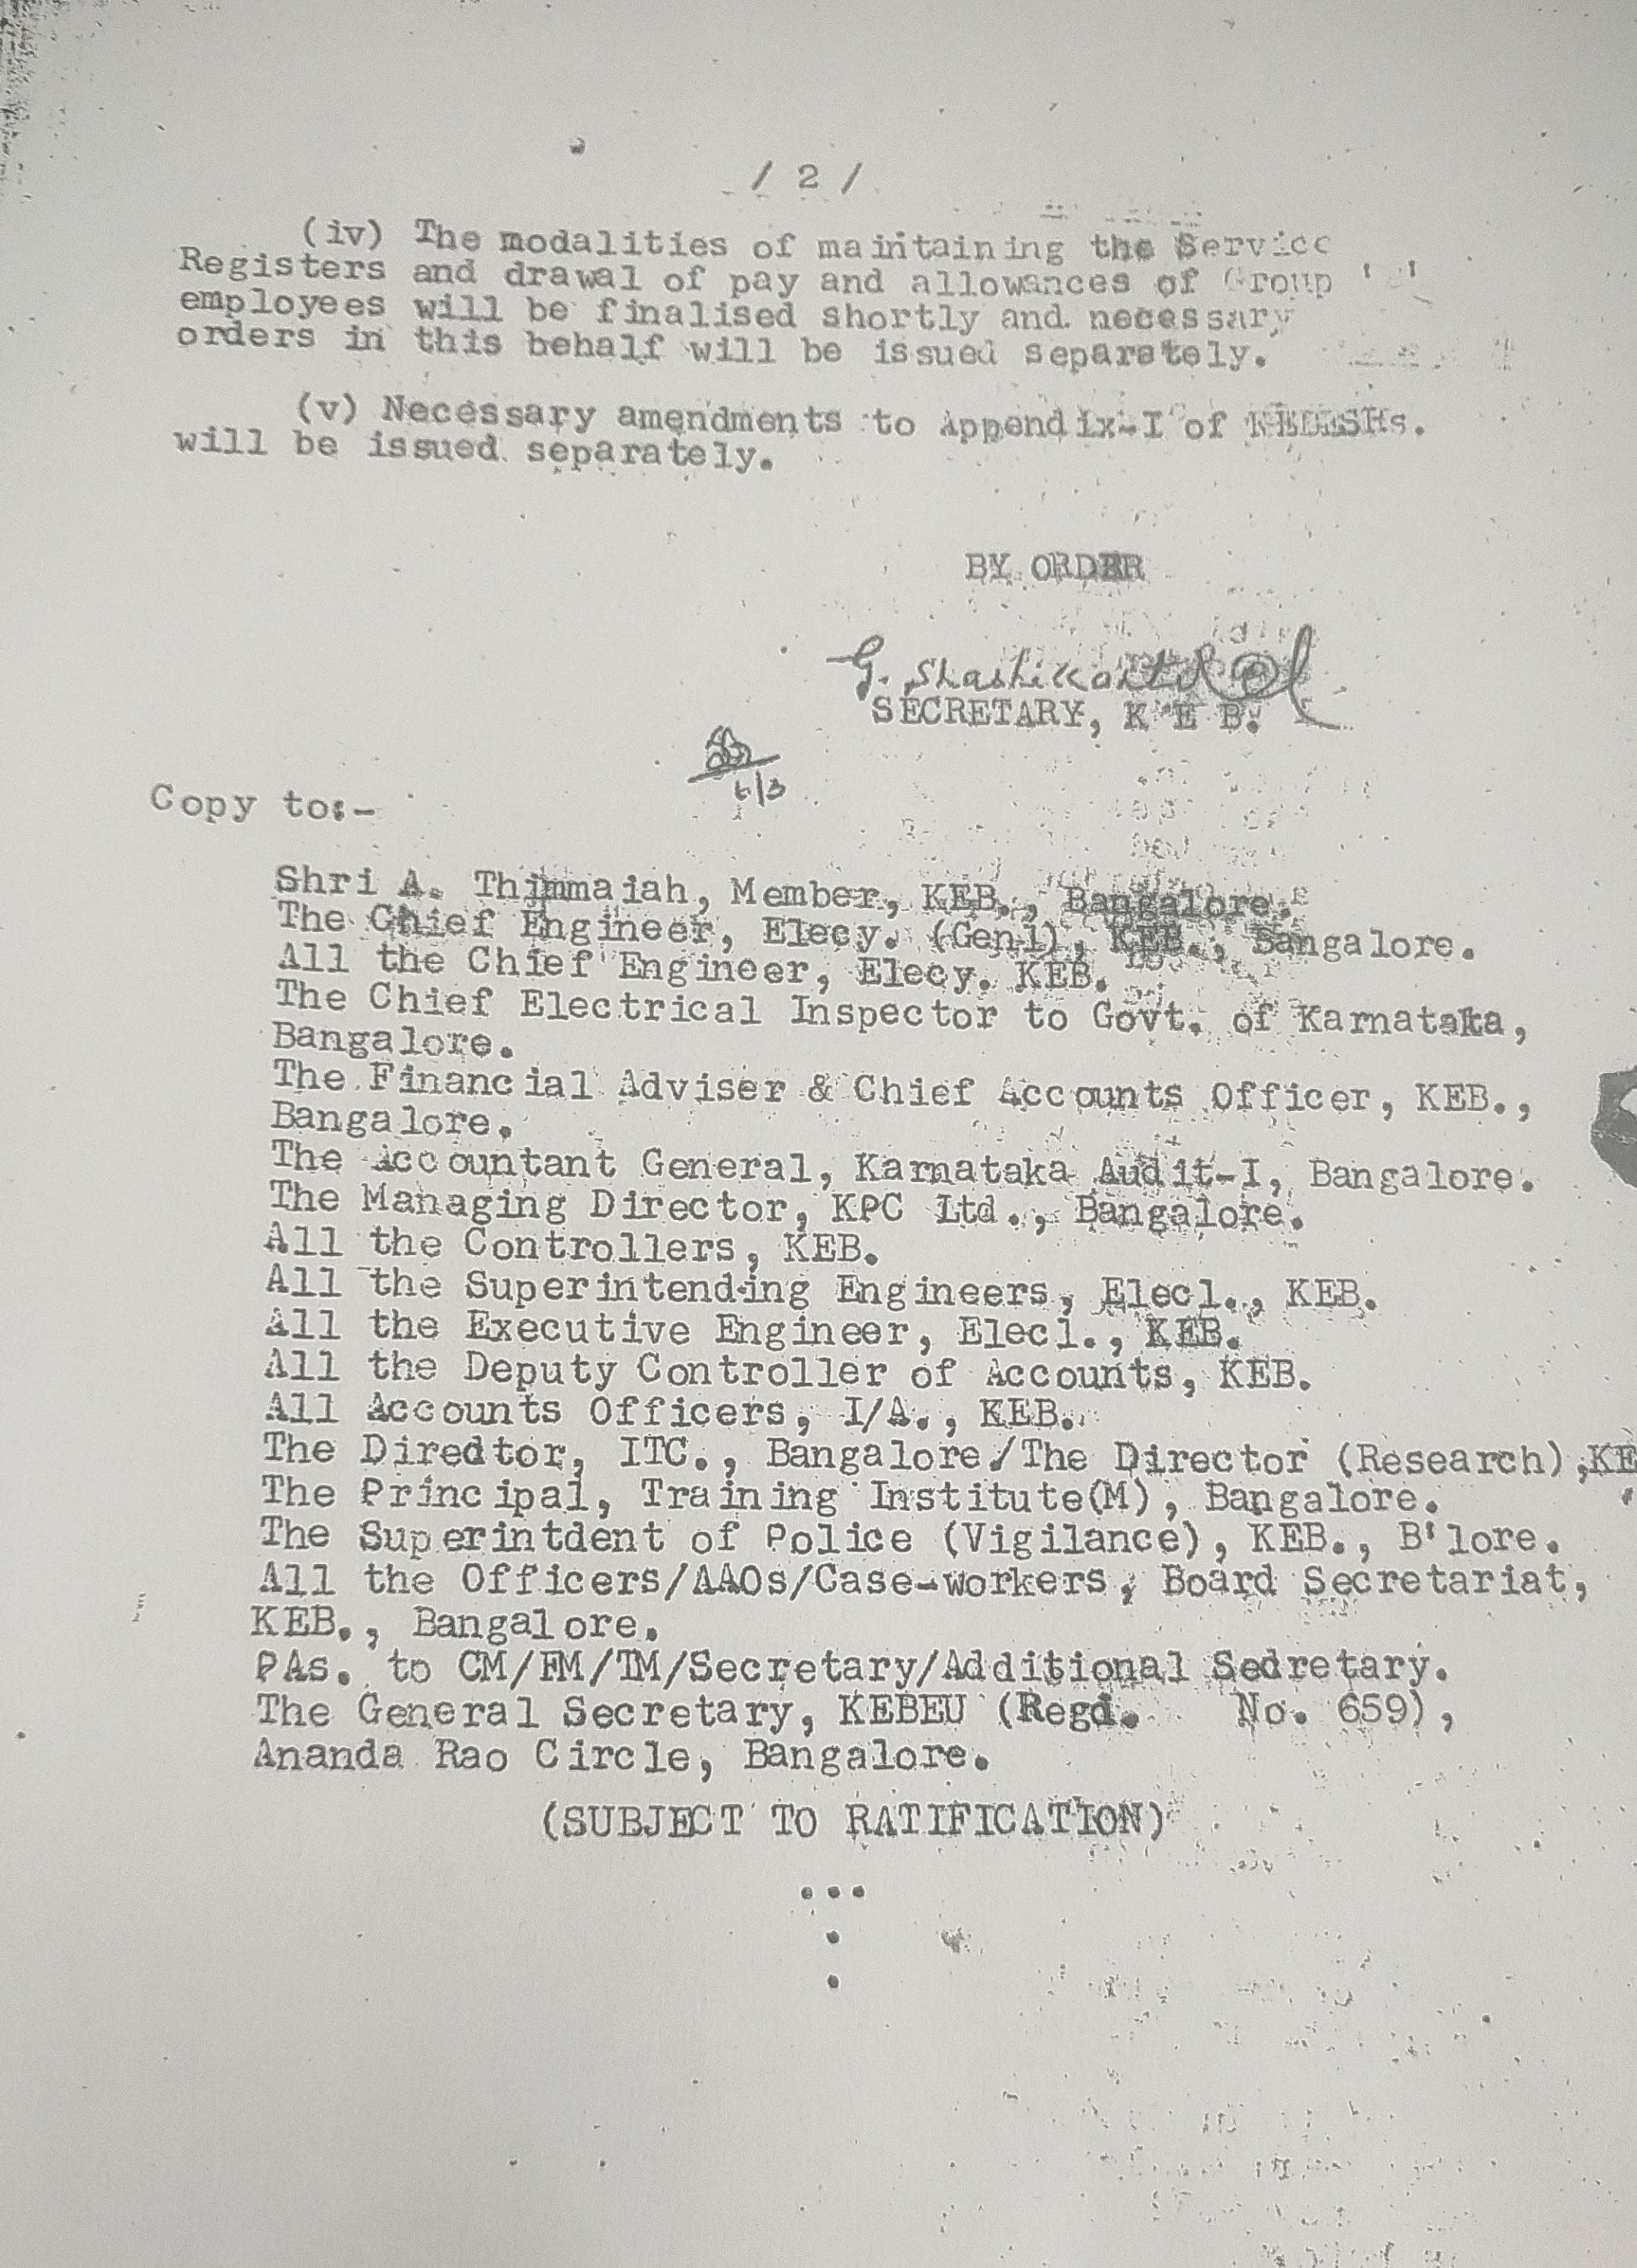 / 2 /
(iv) The modalities of maintaining the Service
Registers and drawal of pay and allowances of Group
employees will be finalised shortly and necessary
orders in this behalf will be issued separately.
(v) Necessary amendments to Appendix-I of
will be issued separately.
BY ORDER
G. Shashikanth
SECRETARY, K E B.
6/3
Copy to:-
Shri A. Thimmaiah, Member, KEB., Bangalore.
The Chief Engineer, Elecy. (Genl), KEB., Bangalore.
All the Chief Engineer, Elecy. KEB.
The Chief Electrical Inspector to Govt. of Karnataka,
Bangalore.
The Financial Adviser & Chief Accounts Officer, KEB.,
Bangalore.
The Accountant General, Karnataka Audit-I, Bangalore.
The Managing Director, KPC Ltd., Bangalore.
All the Controllers, KEB.
All the Superintending Engineers, Elecl., KEB.
All the Executive Engineer, Elecl., KEB.
All the Deputy Controller of Accounts, KEB.
All Accounts Officers, I/A., KEB.
The Diredtor, ITC., Bangalore/The Director (Research),KE
The Principal, Training Institute(M), Bangalore.
The Superintdent of Police (Vigilance), KEB., B'lore.
All the Officers/AAOs/Case-workers, Board Secretariat,
KEB., Bangalore.
PAs. to CM/FM/TM/Secretary/Additional Sedretary.
The General Secretary, KEBEU (Regd. No. 659),
Ananda Rao Circle, Bangalore.
(SUBJECT TO RATIFICATION)
...
.
.